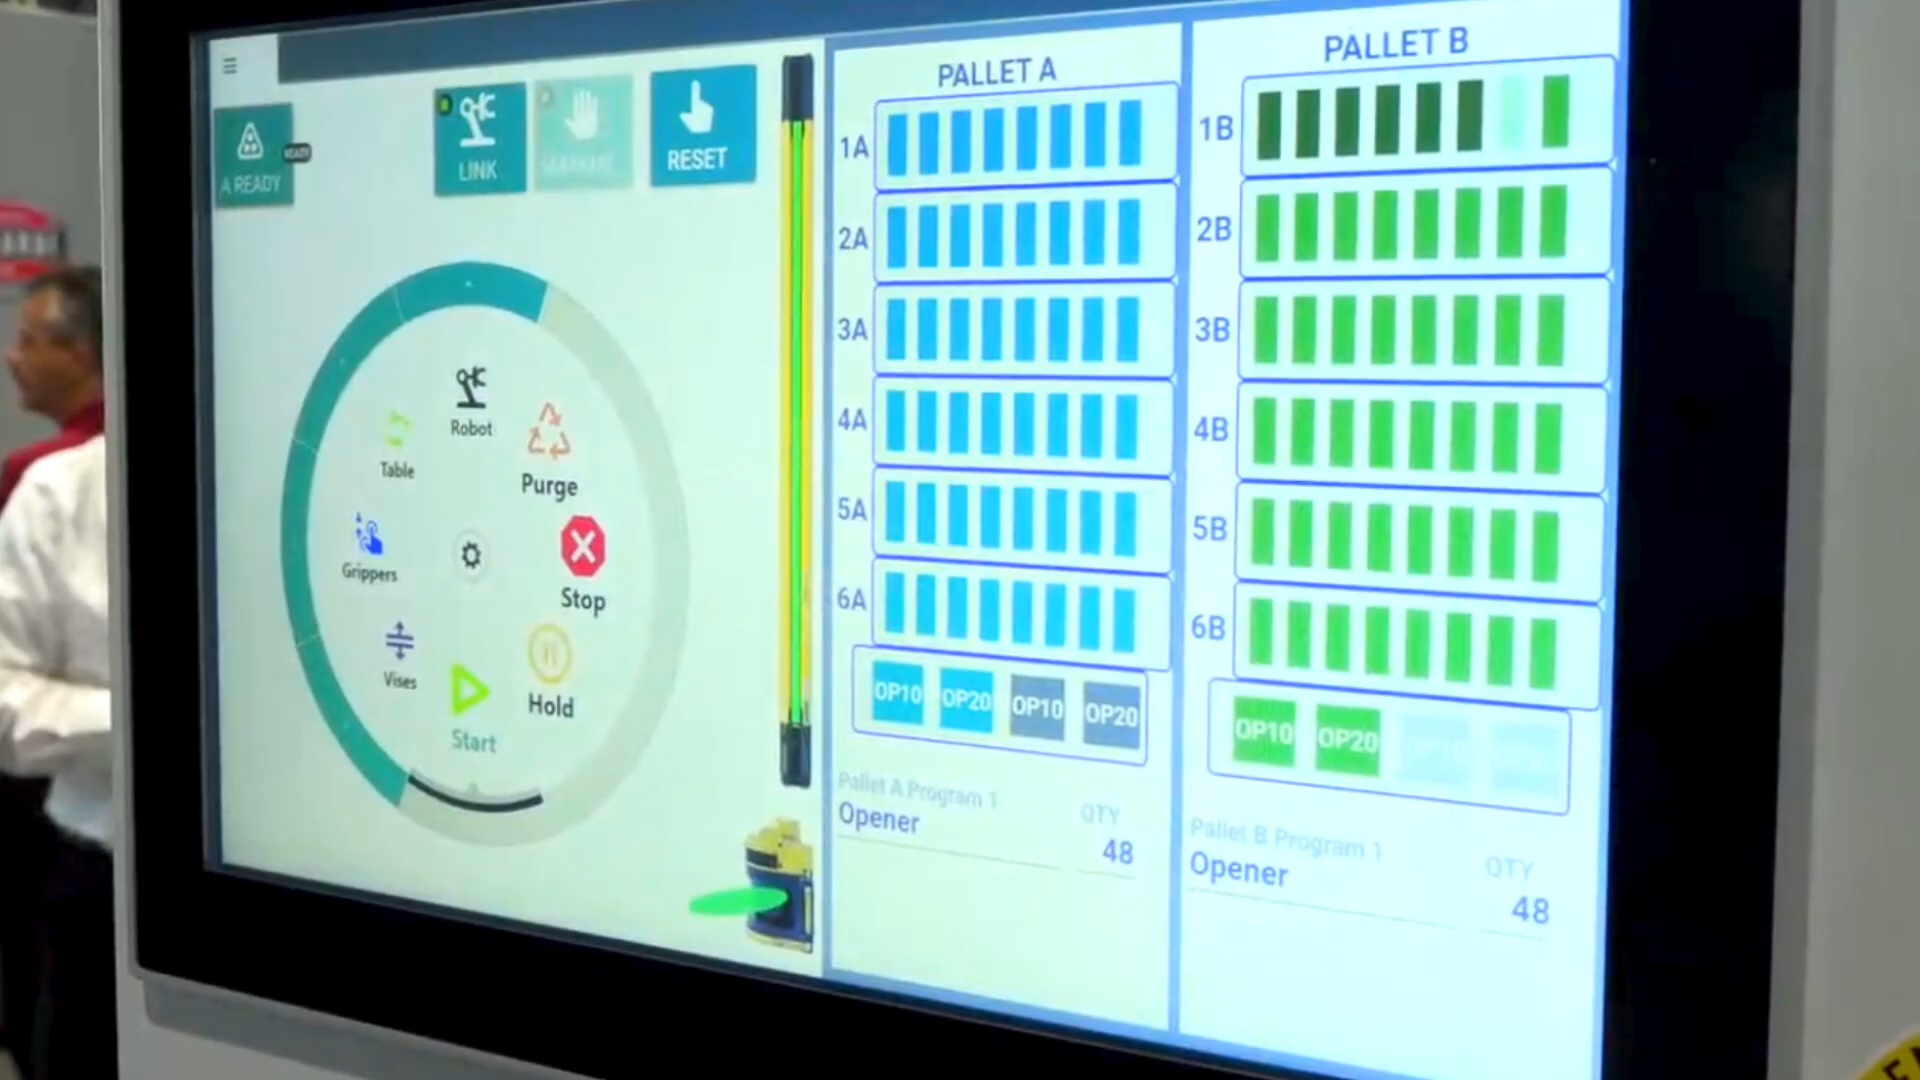 A READY
READY
LINK
RESET
Robot
Table
Purge
Grippers
Stop
Vises
Hold
Start
PALLET A
1A
2A
3A
4A
5A
6A
OP10 OP20 OP10 OP20
Pallet A Program 1 QTY
Opener 48
PALLET B
1B
2B
3B
4B
5B
6B
OP10 OP20
Pallet B Program 1 QTY
Opener 48